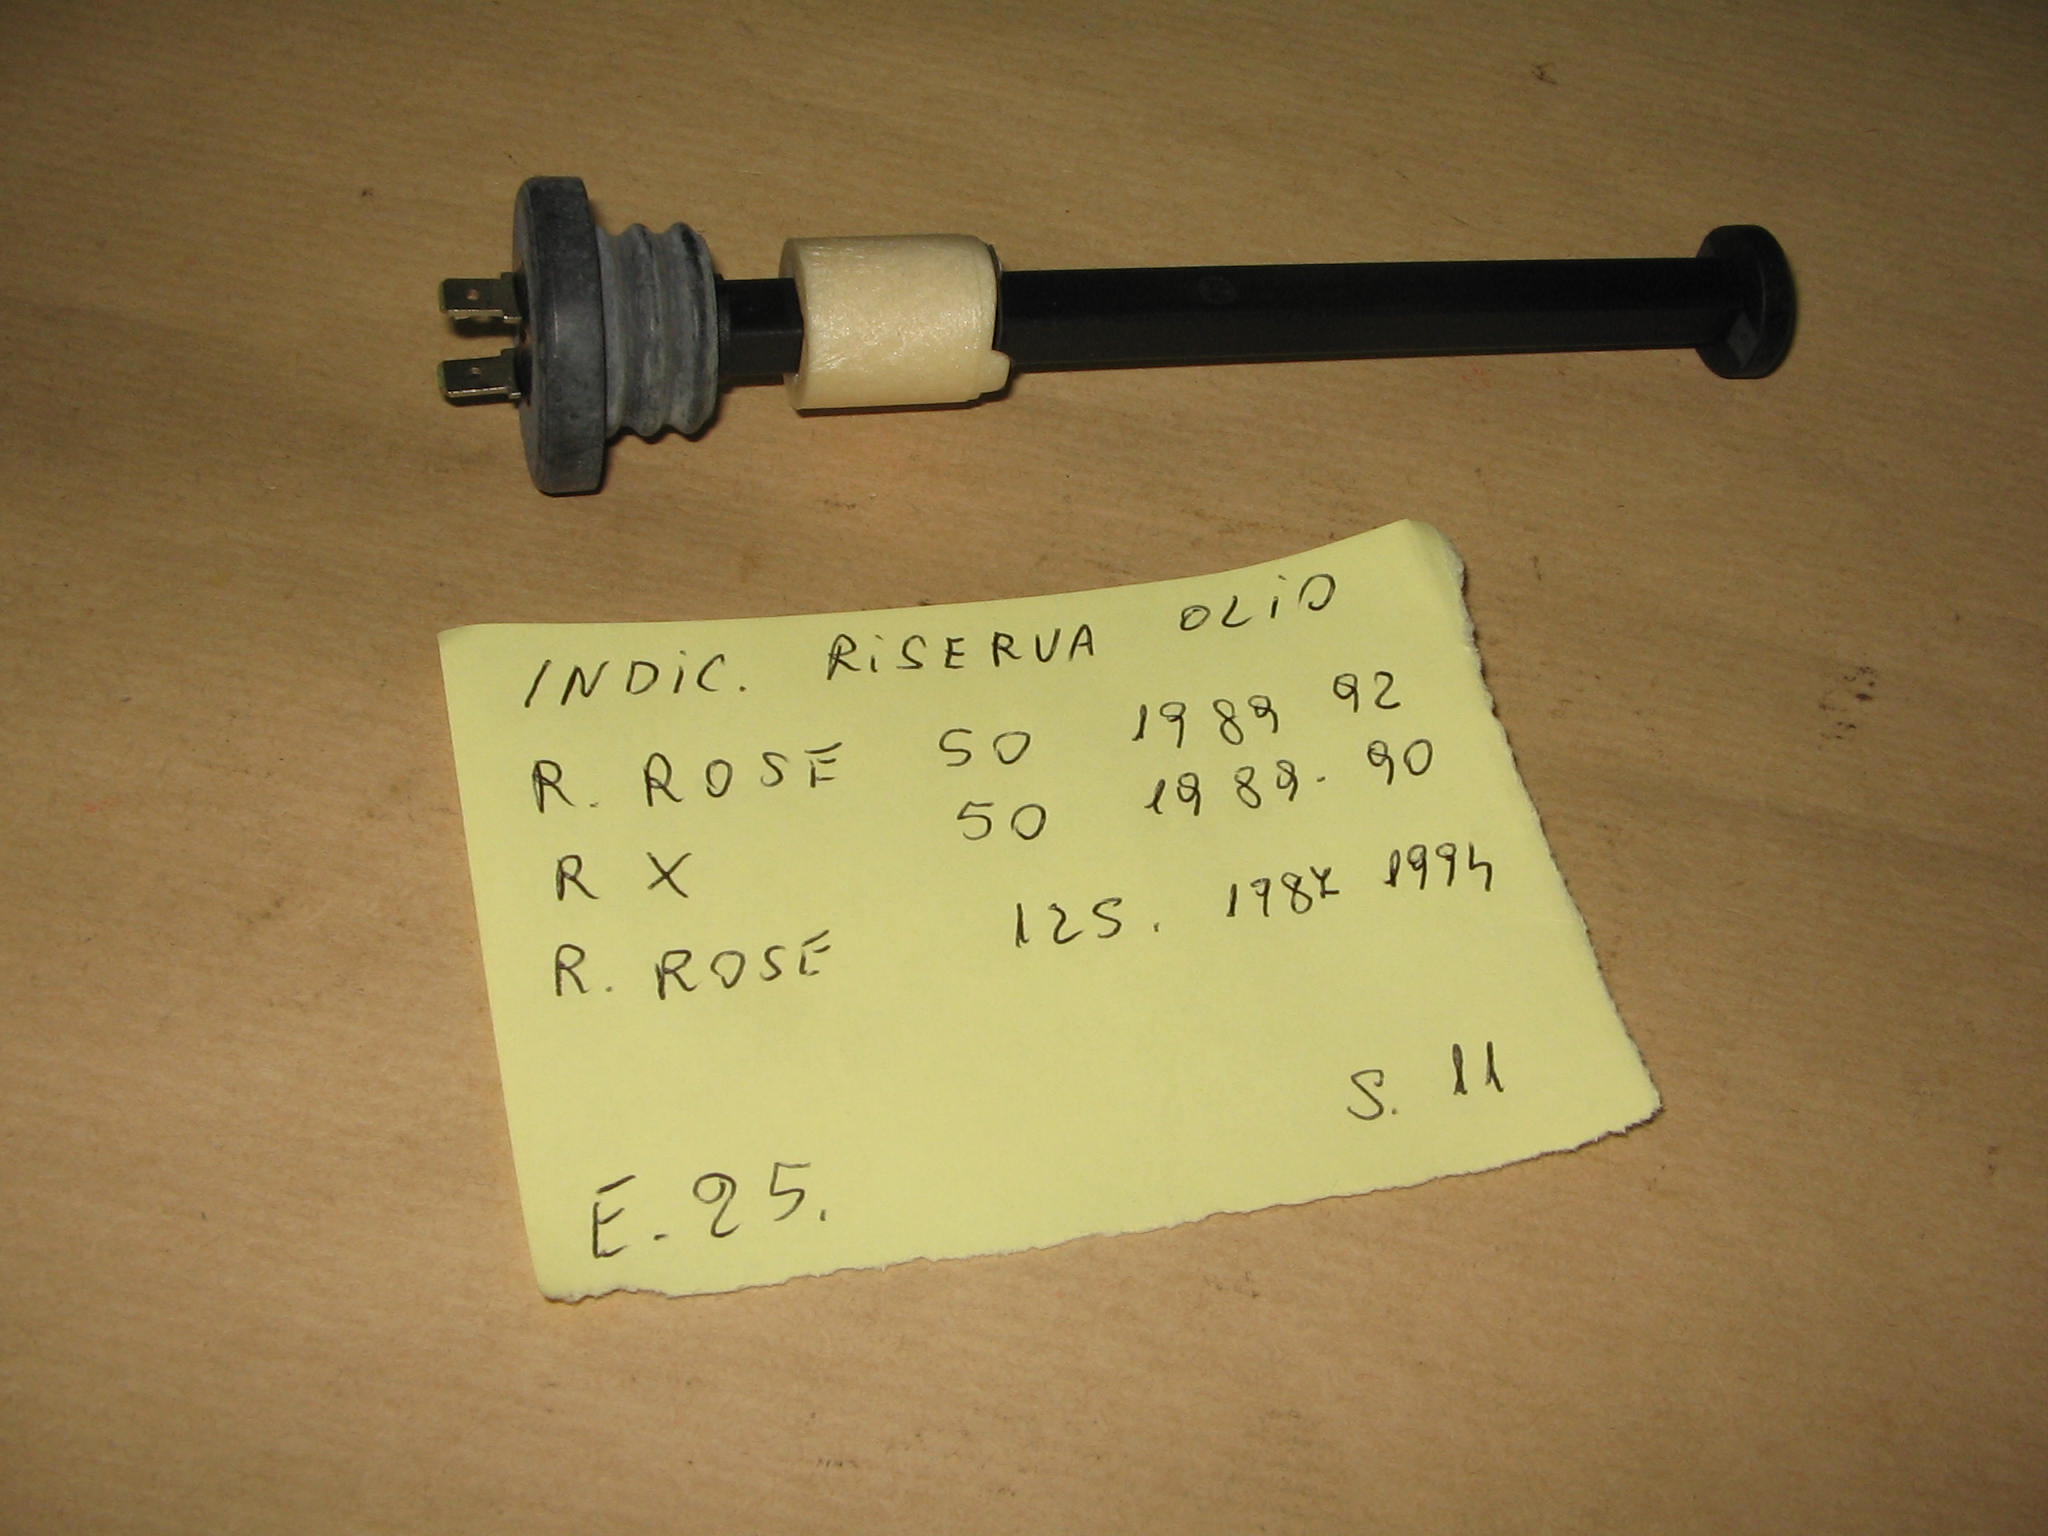 INDIC. RISERVA OLIO
R. ROSE 50 1989 92
R X 50 1989. 90
R. ROSE 125. 1987 1994
S. 11
E. 25.